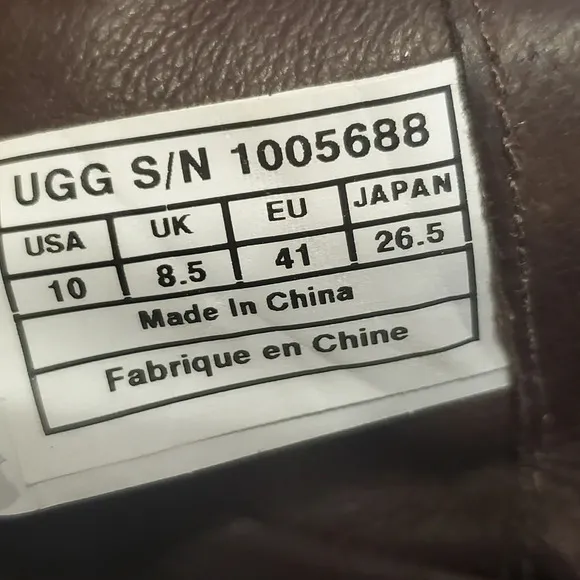 UGG S/N 1005688
USA UK EU JAPAN
10 8.5 41 26.5
Made In China
Fabrique en Chine